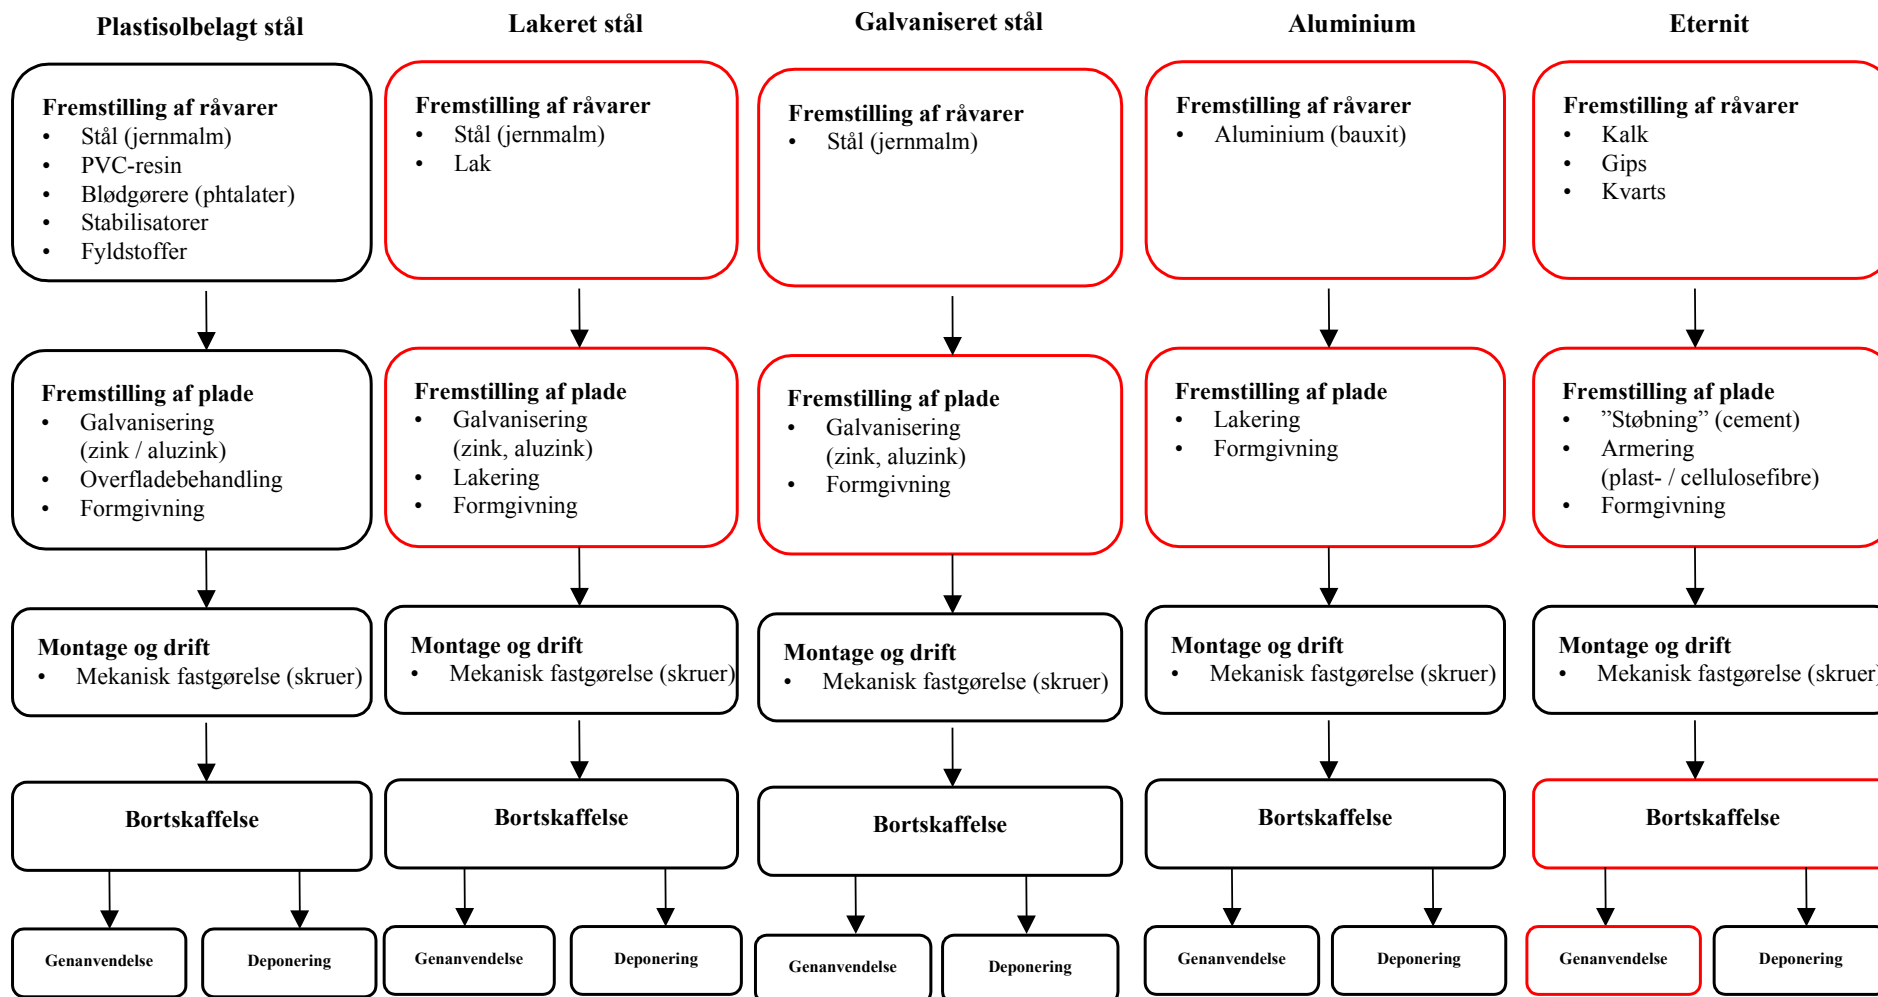 Plastisolbelagt stål
Fremstilling af råvarer
• Stål (jernmalm)
• PVC-resin
• Blødgørere (phtalater)
• Stabilisatorer
• Fyldstoffer
Fremstilling af plade
• Galvanisering
(zink / aluzink)
• Overfladebehandling
• Formgivning
Montage og drift
• Mekanisk fastgørelse (skruer)
Bortskaffelse
Genanvendelse
Deponering
Lakeret stål
Fremstilling af råvarer
• Stål (jernmalm)
• Lak
Fremstilling af plade
• Galvanisering
(zink, aluzink)
• Lakering
• Formgivning
Montage og drift
• Mekanisk fastgørelse (skruer)
Bortskaffelse
Genanvendelse
Deponering
Galvaniseret stål
Fremstilling af råvarer
• Stål (jernmalm)
Fremstilling af plade
• Galvanisering
(zink, aluzink)
• Formgivning
Montage og drift
• Mekanisk fastgørelse (skruer)
Bortskaffelse
Genanvendelse
Deponering
Aluminium
Fremstilling af råvarer
• Aluminium (bauxit)
Fremstilling af plade
• Lakering
• Formgivning
Montage og drift
• Mekanisk fastgørelse (skruer)
Bortskaffelse
Genanvendelse
Deponering
Eternit
Fremstilling af råvarer
• Kalk
• Gips
• Kvarts
Fremstilling af plade
• ”Støbning” (cement)
• Armering
(plast- / cellulosefibre)
• Formgivning
Montage og drift
• Mekanisk fastgørelse (skruer)
Bortskaffelse
Genanvendelse
Deponering